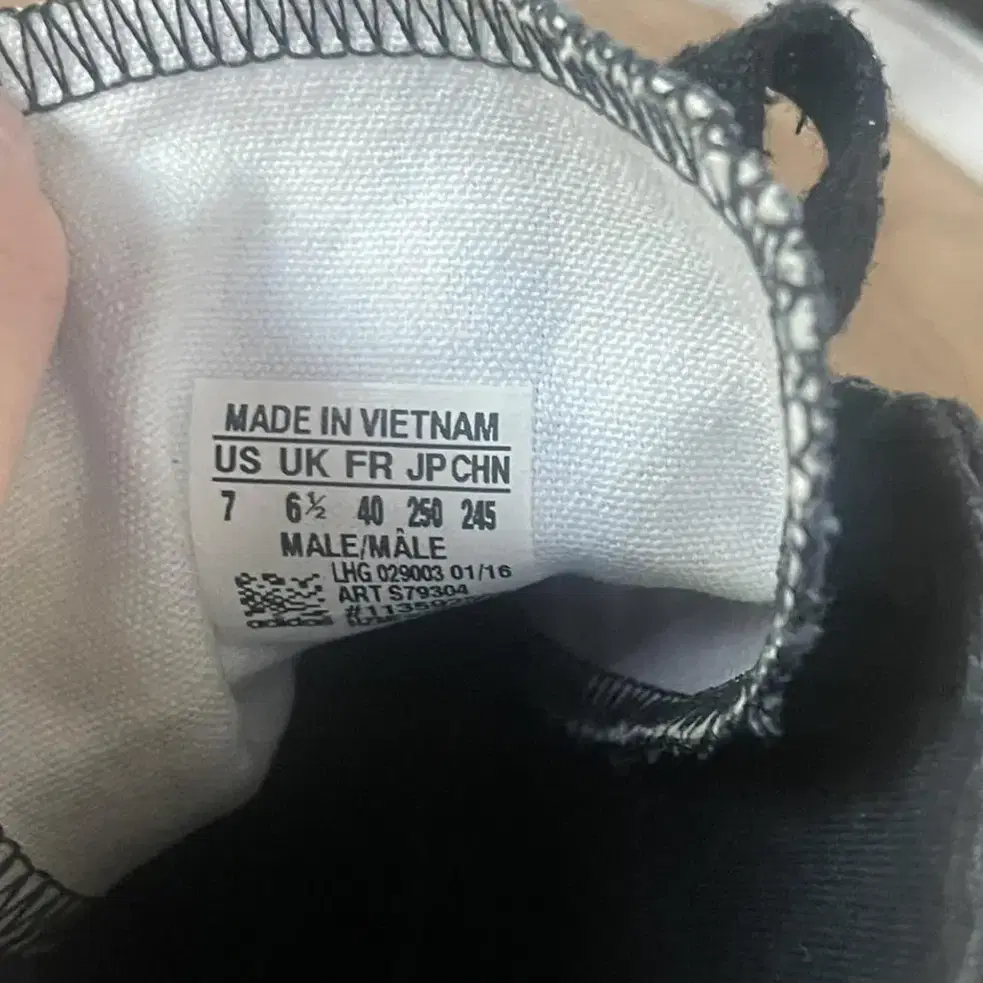 MADE IN VIETNAM
US UK FR JP CHN
7 6½ 40 250 245
MALE/MÂLE
LHG 029003 01/16
ART S79304
adidas